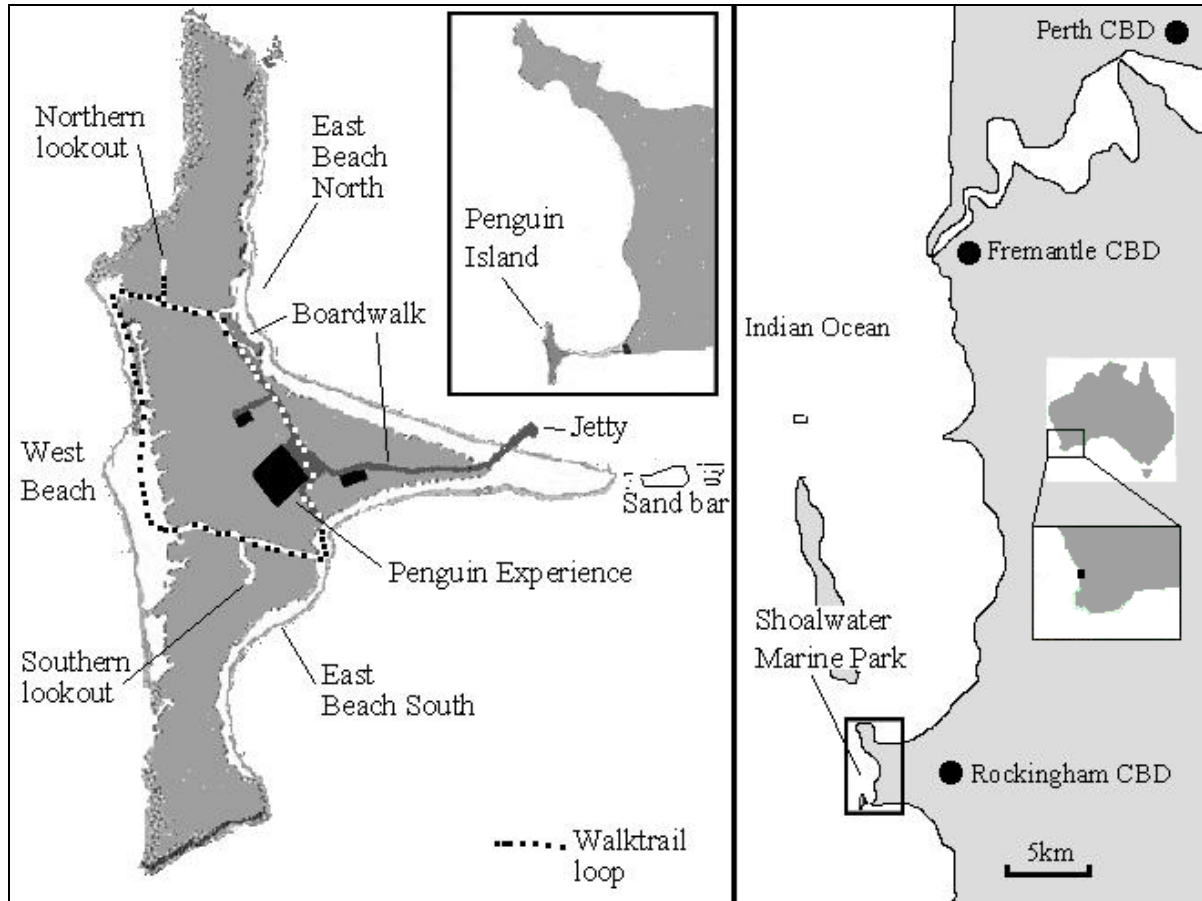 Northern
lookout
East
Beach
North
Boardwalk
Jetty
Sand bar
West
Beach
Penguin Experience
Southern
lookout
East
Beach South
Walktrail
loop
Penguin
Island
Perth CBD
Fremantle CBD
Indian Ocean
Shoalwater
Marine Park
Rockingham CBD
5km